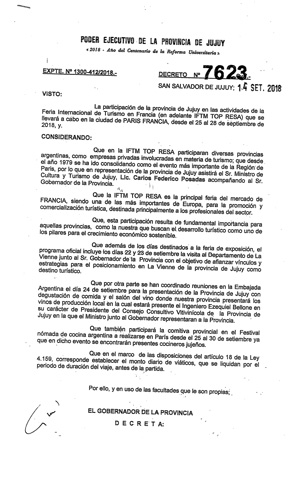 PODER EJECUTIVO DE LA PROVINCIA DE JUJUY
«2018 - Año del Centenario de la Reforma Universitaria»
EXPTE. Nº 1300-412/2018.-
DECRETO Nº 7623
SAN SALVADOR DE JUJUY, 14 SET. 2018
VISTO:
La participación de la provincia de Jujuy en las actividades de la
Feria Internacional de Turismo en Francia (en adelante IFTM TOP RESA) que se
llevará a cabo en la ciudad de PARIS FRANCIA, desde el 25 al 28 de septiembre de
2018, y
CONSIDERANDO:
Que en la IFTM TOP RESA participaran diversas provincias
argentinas, como empresas privadas involucradas en materia de turismo; que desde
el año 1979 se ha ido consolidando como el evento más importante de la Región de
Paris, por lo que en representación de la provincia de Jujuy asistirá el Sr. Ministro de
Cultura y Turismo de Jujuy, Lic. Carlos Federico Posadas acompañando al Sr.
Gobernador de la Provincia.
Que IFTM TOP RESA es la principal feria del mercado de
FRANCIA, siendo una de las más importantes de Europa, para la promoción y
comercialización turística, destinada principalmente a los profesionales del sector.
Que, esta participación resulta de fundamental importancia para
aquellas provincias, como la nuestra que buscan el desarrollo turístico como uno de
los pilares para el crecimiento económico sostenible.
Que además de los días destinados a la feria de exposición, el
programa oficial incluye los días 22 y 23 de setiembre la visita al Departamento de La
Vienne junto al Sr. Gobernador de la Provincia con el objetivo de afianzar vínculos y
estrategias para el posicionamiento en La Vienne de la provincia de Jujuy como
destino turístico.
Que por otra parte se han coordinado reuniones en la Embajada
Argentina el día 24 de setiembre para la presentación de la Provincia de Jujuy con
degustación de comida y el salón del vino donde nuestra provincia presentará los
vinos de producción local en la cual estará presente el Ingeniero Ezequiel Bellone en
su carácter de Presidente del Consejo Consultivo Vitivinícola de la Provincia de
Jujuy en la que el Ministro junto al Gobernador representaran a la Provincia.
Que también participará la comitiva provincial en el Festival
nómada de cocina argentina a realizarse en París desde el 25 al 30 de setiembre ya
que en dicho evento se encontrarán presentes cocineros jujeños.
Que en el marco de las disposiciones del artículo 18 de la Ley
4.159, corresponde establecer el monto diario de viáticos, que se liquidan por el
periodo de duración del viaje, antes de la partida.
Por ello, y en uso de las facultades que le son propias;
EL GOBERNADOR DE LA PROVINCIA
D E C R E T A: